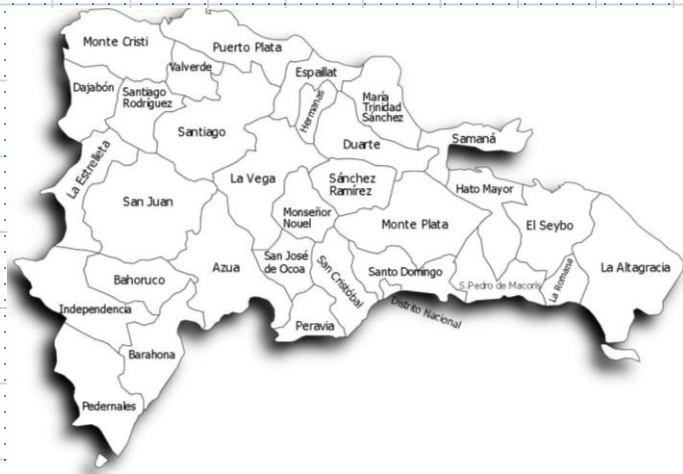 Monte Cristi
Puerto Plata
Valverde
Espaillat
Dajabón
Santiago
Rodríguez
Hermanas
María
Trinidad
Sánchez
Santiago
Duarte
Samaná
La Estrelleta
La Vega
Sánchez
Ramírez
Hato Mayor
San Juan
Monseñor
Nouel
Monte Plata
El Seybo
San José
de Ocoa
San Cristóbal
Azua
Santo Domingo
La Altagracia
Bahoruco
S.Pedro de Macorís
La Romana
Independencia
Distrito Nacional
Peravia
Barahona
Pedernales